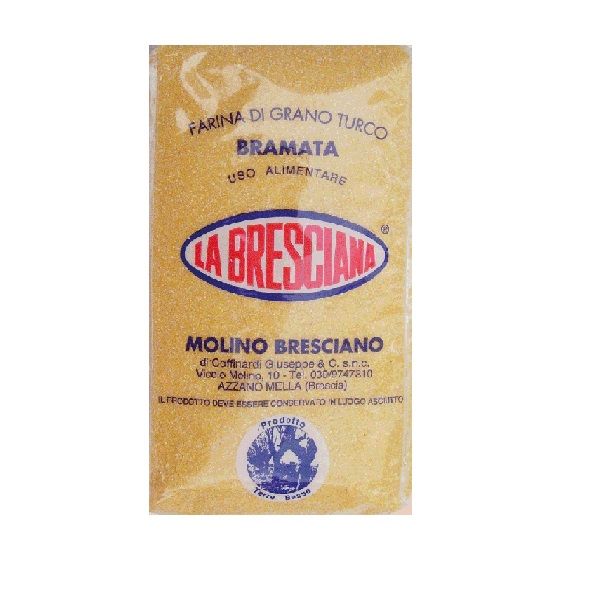 FARINA DI GRANO TURCO
BRAMATA
USO ALIMENTARE
LA BRESCIANA ®
MOLINO BRESCIANO
di Coffinardi Giuseppe & C. s.n.c.
Vicolo Molino, 10 - Tel. 030/9747310
AZZANO MELLA (Brescia)
IL PRODOTTO DEVE ESSERE CONSERVATO IN LUOGO ASCIUTTO
Prodotto
Terre Basse